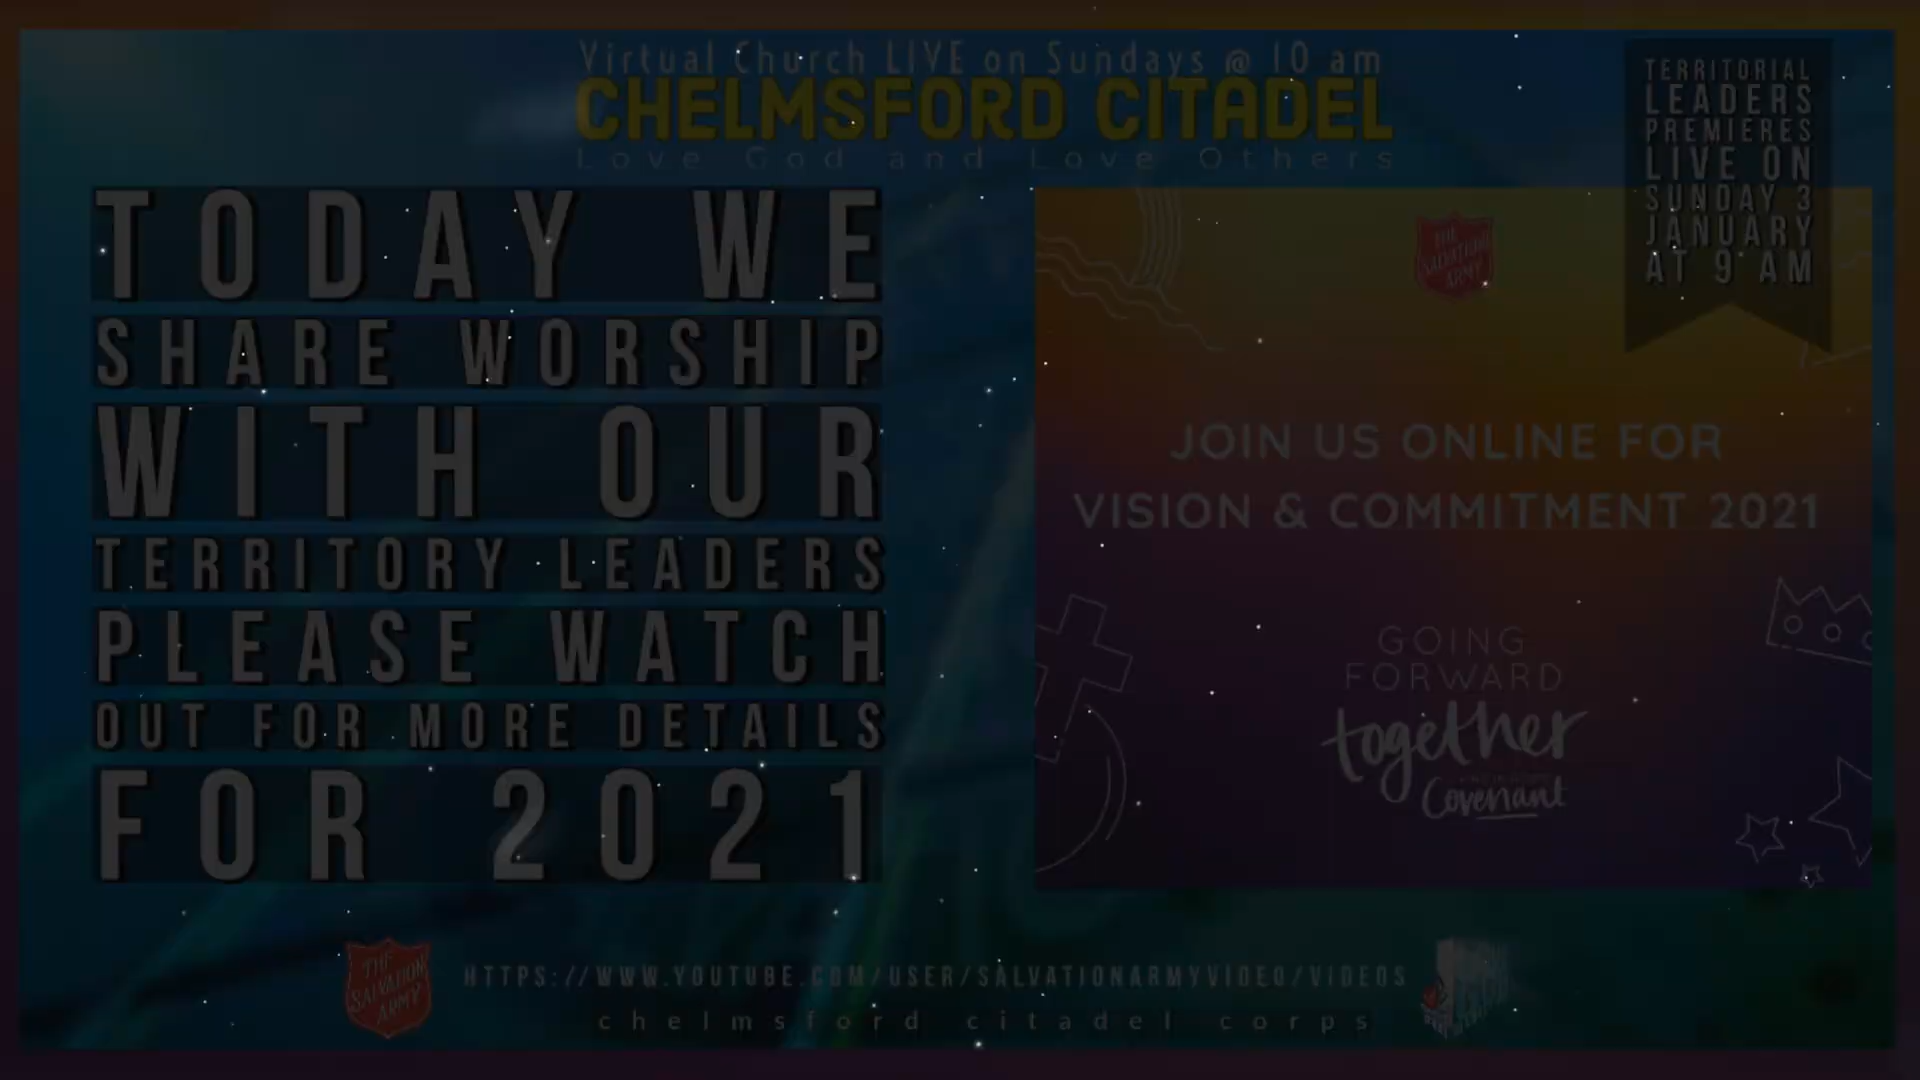 Virtual Church LIVE on Sundays @ 10 am
CHELMSFORD CITADEL
Love God and Love Others
TODAY WE
SHARE WORSHIP
WITH OUR
TERRITORY LEADERS
PLEASE WATCH
OUT FOR MORE DETAILS
FOR 2021
TERRITORIAL
LEADERS
PREMIERES
LIVE ON
SUNDAY 3
JANUARY
AT 9 AM
THE
SALVATION
ARMY
JOIN US ONLINE FOR
VISION & COMMITMENT 2021
GOING
FORWARD
together
Covenant
THE
SALVATION
ARMY
HTTPS://WWW.YOUTUBE.COM/USER/SALVATIONARMYVIDEO/VIDEOS
chelmsford citadel corps